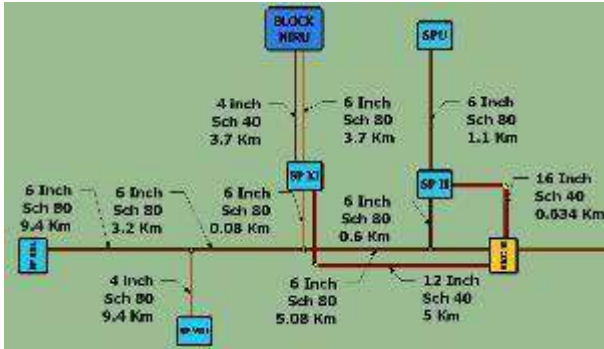 BLOCK
NIRU
SPU
4 inch
Sch 40
3.7 Km
6 Inch
Sch 80
3.7 Km
6 Inch
Sch 80
1.1 Km
SP XI
SP II
16 Inch
Sch 40
0.634 Km
6 Inch
Sch 80
9.4 Km
6 Inch
Sch 80
3.2 Km
6 Inch
Sch 80
0.08 Km
6 Inch
Sch 80
0.6 Km
4 Inch
Sch 80
9.4 Km
6 Inch
Sch 80
5.08 Km
12 Inch
Sch 40
5 Km